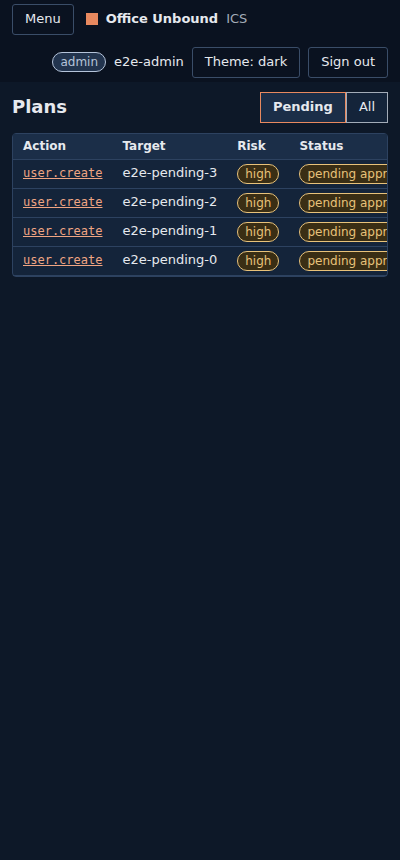 Menu Office Unbound ICS
admin e2e-admin Theme: dark Sign out
Plans Pending All
Action Target Risk Status
user.create e2e-pending-3 high pending appr
user.create e2e-pending-2 high pending appr
user.create e2e-pending-1 high pending appr
user.create e2e-pending-0 high pending appr